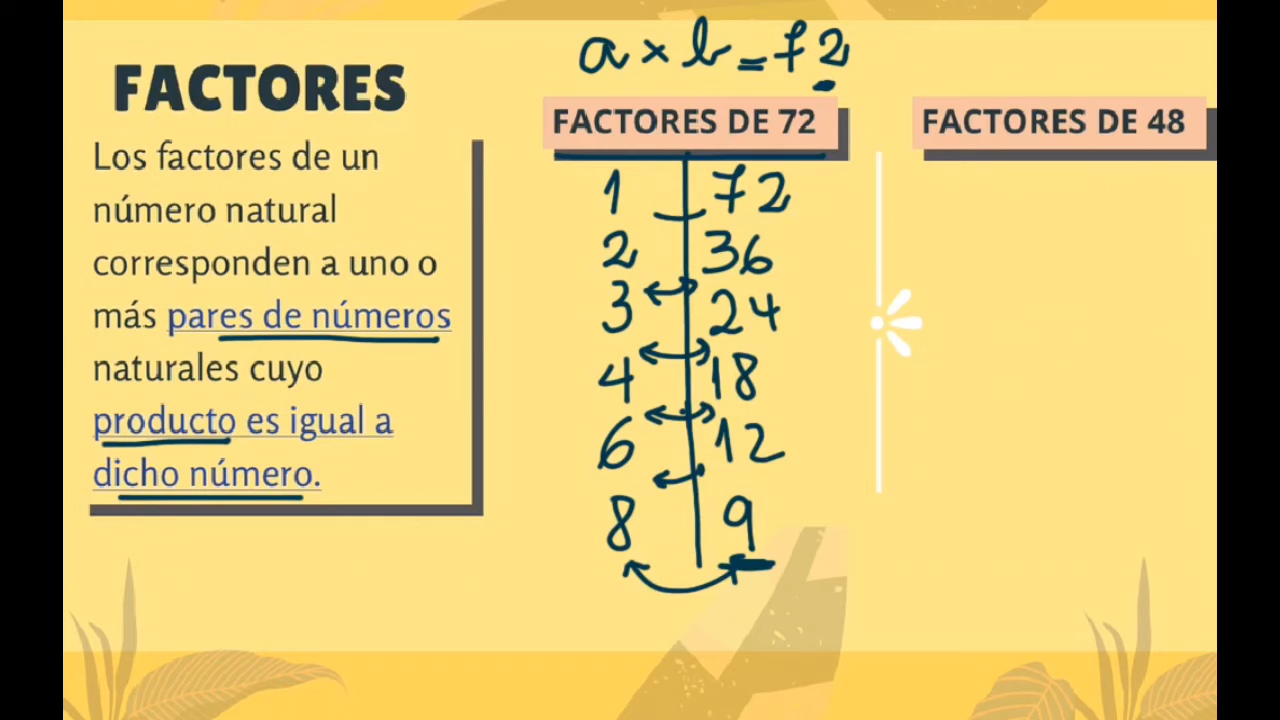 FACTORES
Los factores de un
número natural
corresponden a uno o
más pares de números
naturales cuyo
producto es igual a
dicho número.
a × b = 72
FACTORES DE 72
1 72
2 36
3 24
4 18
6 12
8 9
FACTORES DE 48